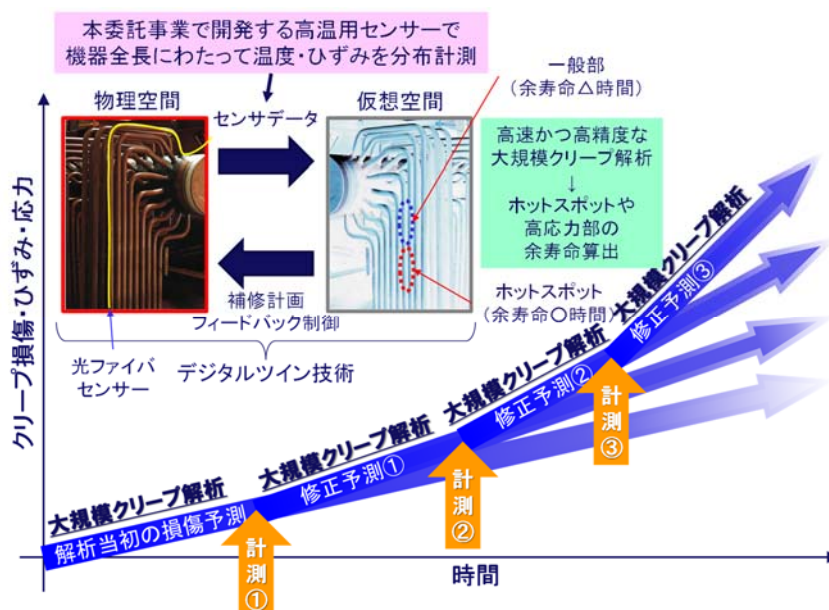 本委託事業で開発する高温用センサーで
機器全長にわたって温度・ひずみを分布計測
物理空間
センサデータ
仮想空間
一般部
(余寿命△時間)
高速かつ高精度な
大規模クリープ解析
↓
ホットスポットや
高応力部の
余寿命算出
補修計画
フィードバック制御
ホットスポット
(余寿命〇時間)
光ファイバ
センサー
デジタルツイン技術
クリープ損傷・ひずみ・応力
大規模クリープ解析
解析当初の損傷予測
大規模クリープ解析
修正予測①
大規模クリープ解析
修正予測②
大規模クリープ解析
修正予測③
計測①
計測②
計測③
時間